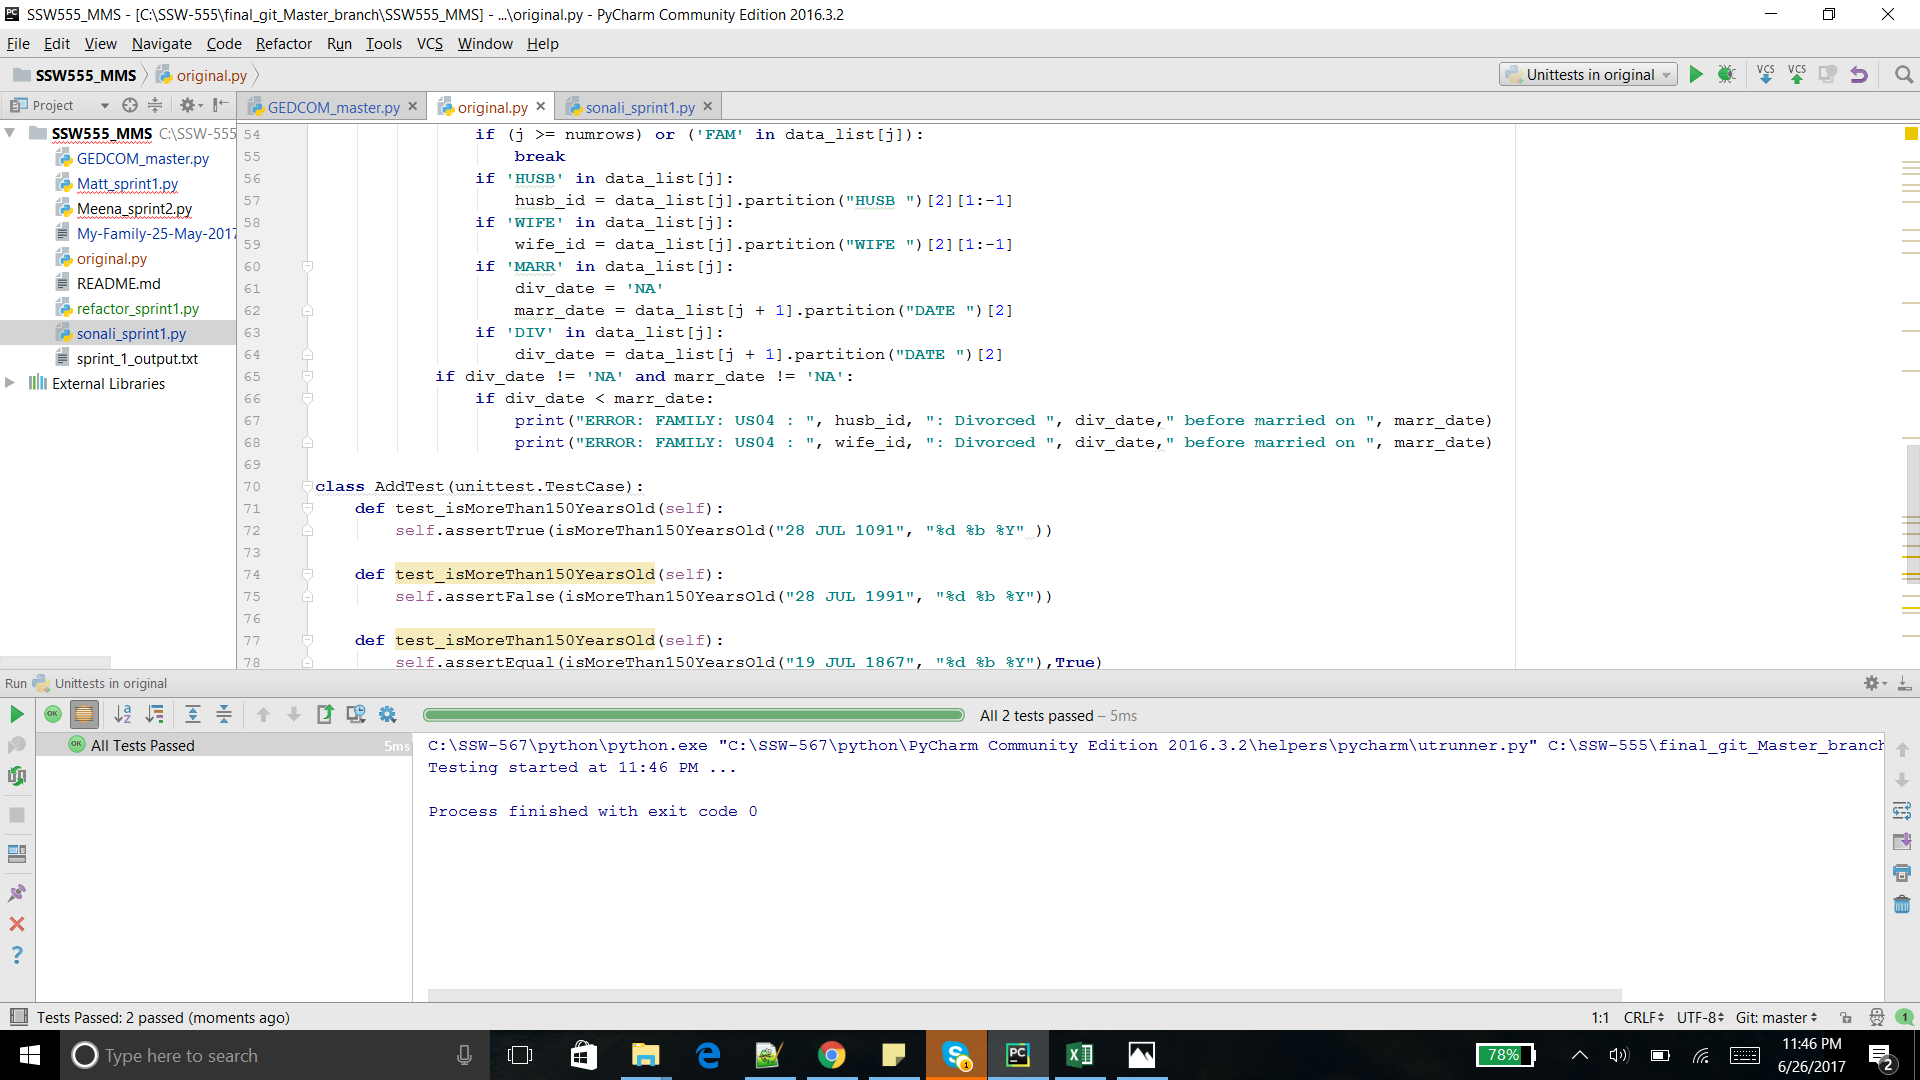 SSW555_MMS - [C:\SSW-555\final_git_Master_branch\SSW555_MMS] - ...\original.py - PyCharm Community Edition 2016.3.2
File Edit View Navigate Code Refactor Run Tools VCS Window Help
SSW555_MMS original.py Unittests in original VCS VCS
Project GEDCOM_master.py original.py sonali_sprint1.py
SSW555_MMS C:\SSW-555
GEDCOM_master.py
Matt_sprint1.py
Meena_sprint2.py
My-Family-25-May-2017
original.py
README.md
refactor_sprint1.py
sonali_sprint1.py
sprint_1_output.txt
External Libraries
54 if (j >= numrows) or ('FAM' in data_list[j]):
55 break
56 if 'HUSB' in data_list[j]:
57 husb_id = data_list[j].partition("HUSB ")[2][1:-1]
58 if 'WIFE' in data_list[j]:
59 wife_id = data_list[j].partition("WIFE ")[2][1:-1]
60 if 'MARR' in data_list[j]:
61 div_date = 'NA'
62 marr_date = data_list[j + 1].partition("DATE ")[2]
63 if 'DIV' in data_list[j]:
64 div_date = data_list[j + 1].partition("DATE ")[2]
65 if div_date != 'NA' and marr_date != 'NA':
66 if div_date < marr_date:
67 print("ERROR: FAMILY: US04 : ", husb_id, ": Divorced ", div_date," before married on ", marr_date)
68 print("ERROR: FAMILY: US04 : ", wife_id, ": Divorced ", div_date," before married on ", marr_date)
69
70 class AddTest(unittest.TestCase):
71 def test_isMoreThan150YearsOld(self):
72 self.assertTrue(isMoreThan150YearsOld("28 JUL 1091", "%d %b %Y" ))
73
74 def test_isMoreThan150YearsOld(self):
75 self.assertFalse(isMoreThan150YearsOld("28 JUL 1991", "%d %b %Y"))
76
77 def test_isMoreThan150YearsOld(self):
78 self.assertEqual(isMoreThan150YearsOld("19 JUL 1867", "%d %b %Y"),True)
Run Unittests in original
All 2 tests passed – 5ms
OK All Tests Passed 5ms
C:\SSW-567\python\python.exe "C:\SSW-567\python\PyCharm Community Edition 2016.3.2\helpers\pycharm\utrunner.py" C:\SSW-555\final_git_Master_branch
Testing started at 11:46 PM ...
Process finished with exit code 0
Tests Passed: 2 passed (moments ago) 1:1 CRLF UTF-8 Git: master 1
Type here to search 78% 11:46 PM
6/26/2017 2